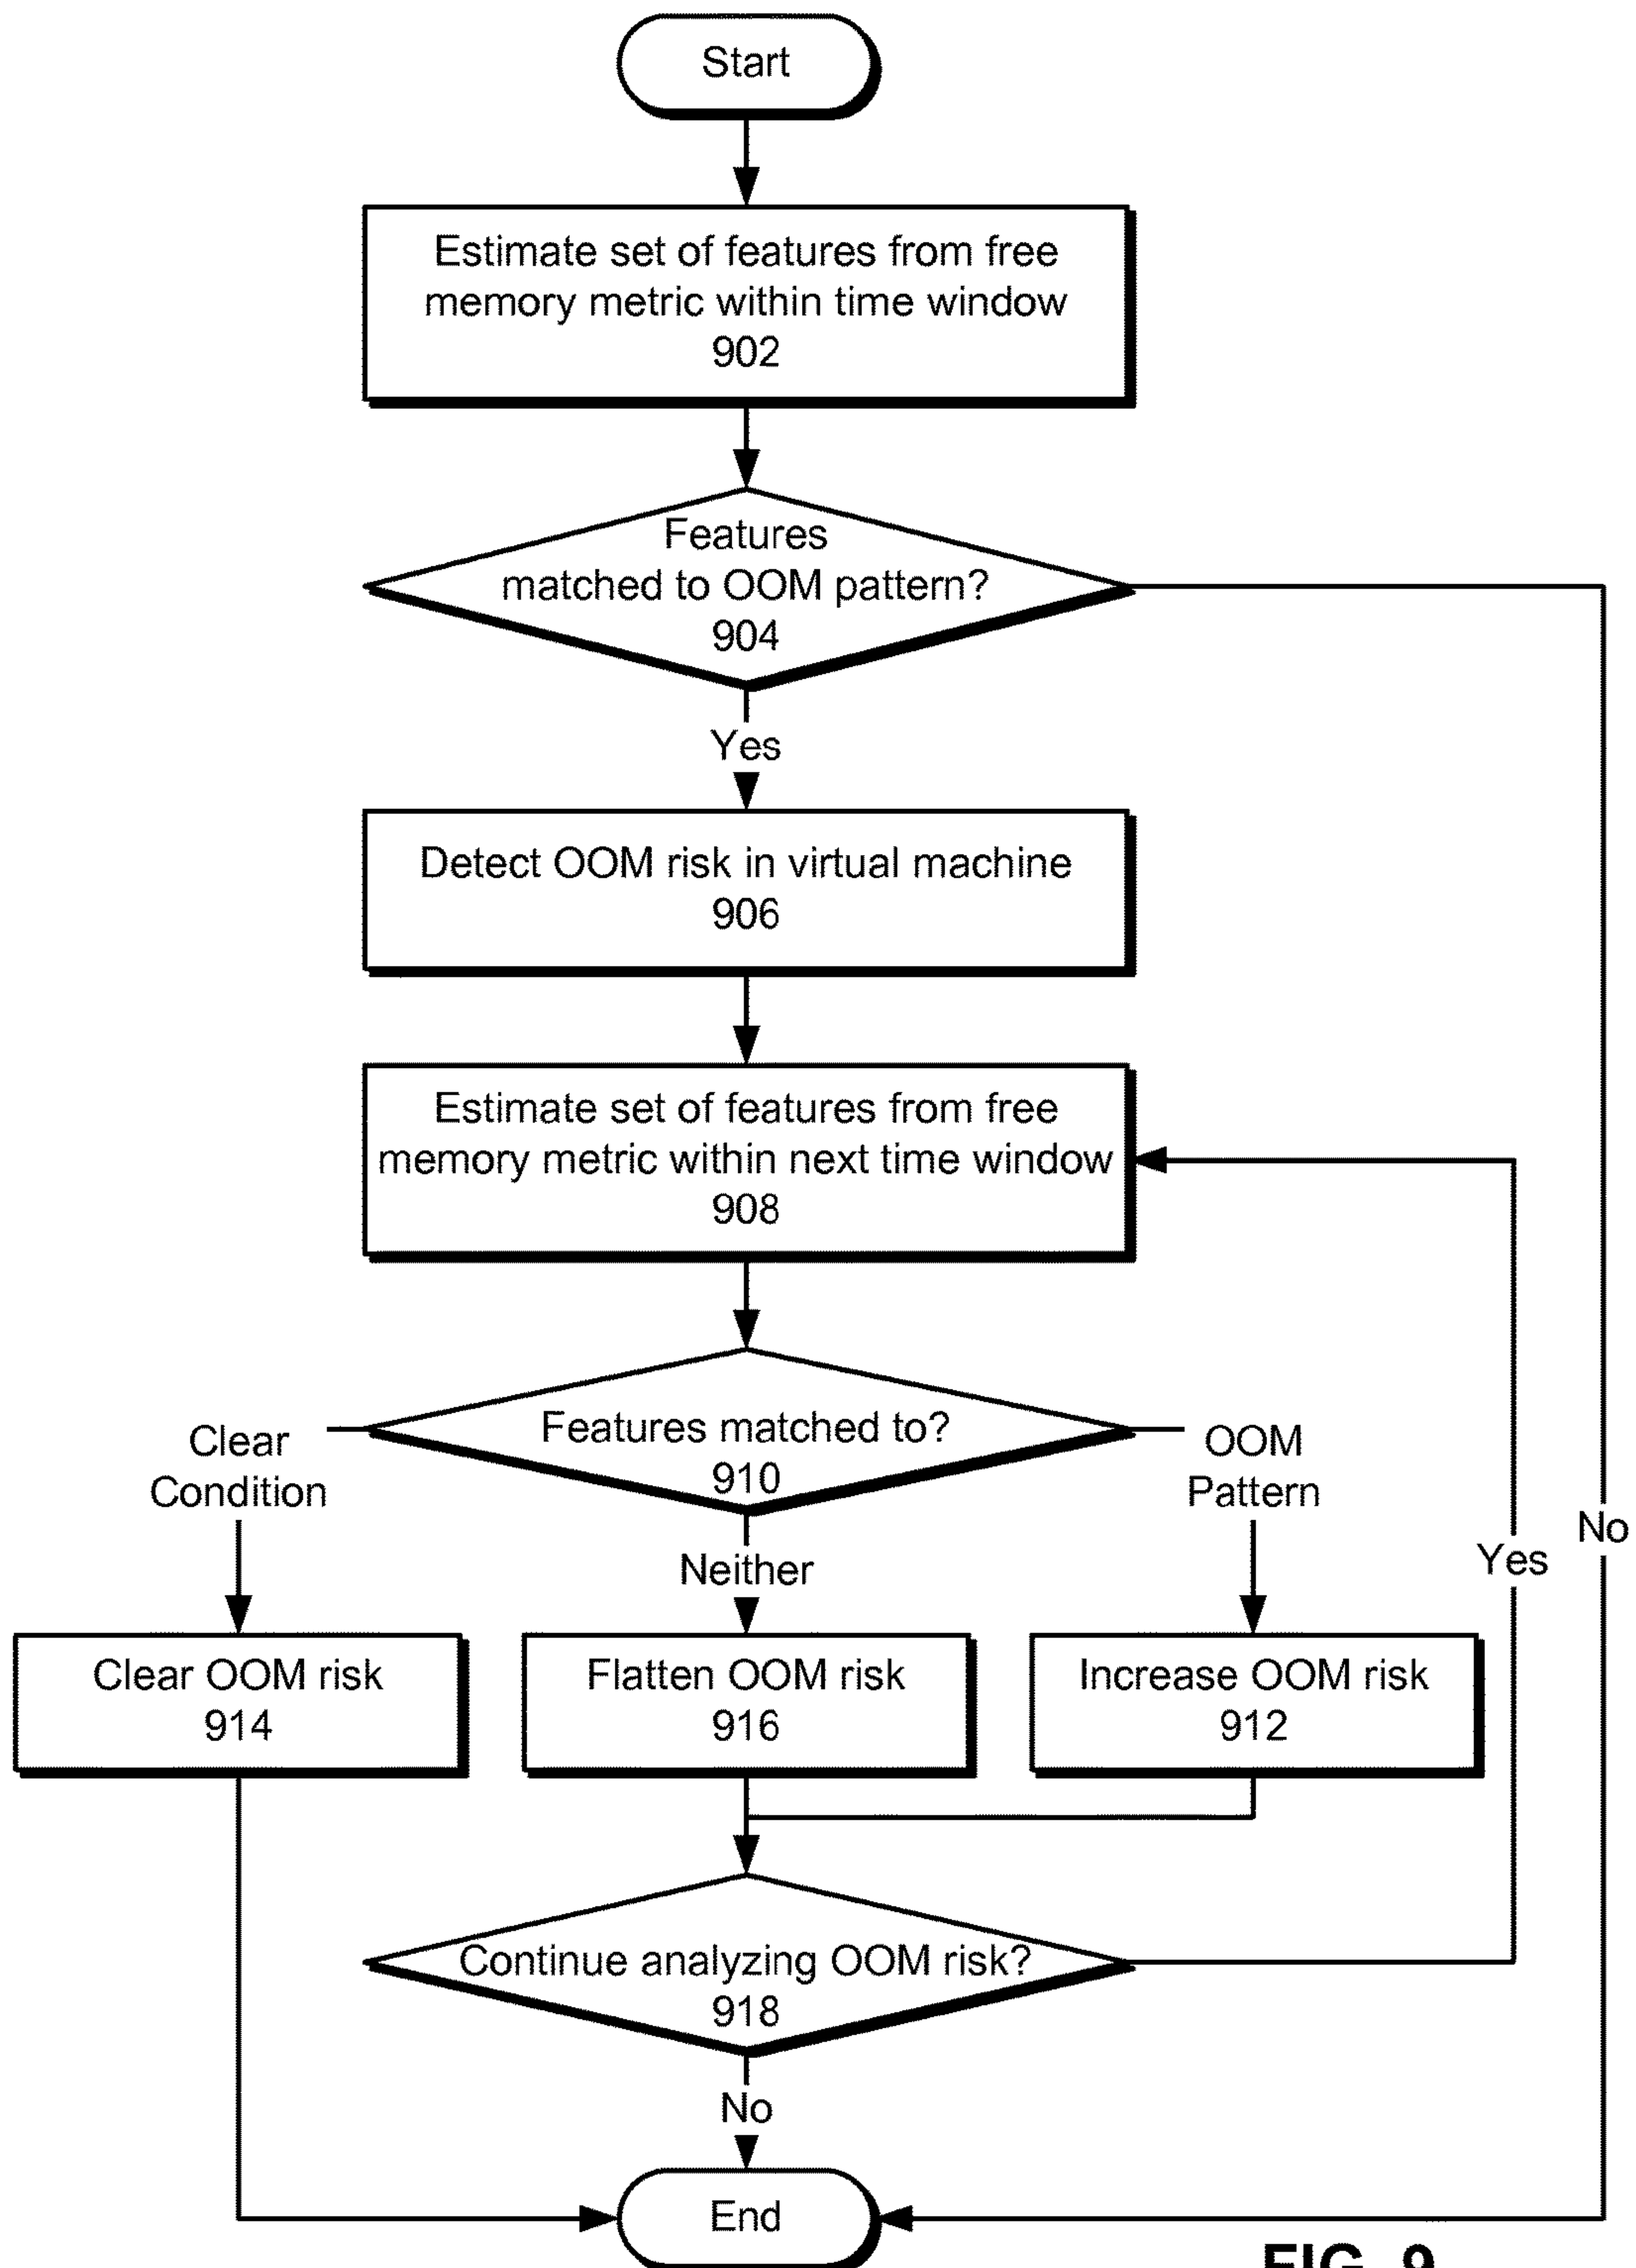 Start
Estimate set of features from free
memory metric within time window
902
Features
matched to OOM pattern?
904
Yes
Detect OOM risk in virtual machine
906
Estimate set of features from free
memory metric within next time window
908
Features matched to?
910
Clear
Condition
Neither
OOM
Pattern
Yes
No
Clear OOM risk
914
Flatten OOM risk
916
Increase OOM risk
912
Continue analyzing OOM risk?
918
No
End
FIG. 9